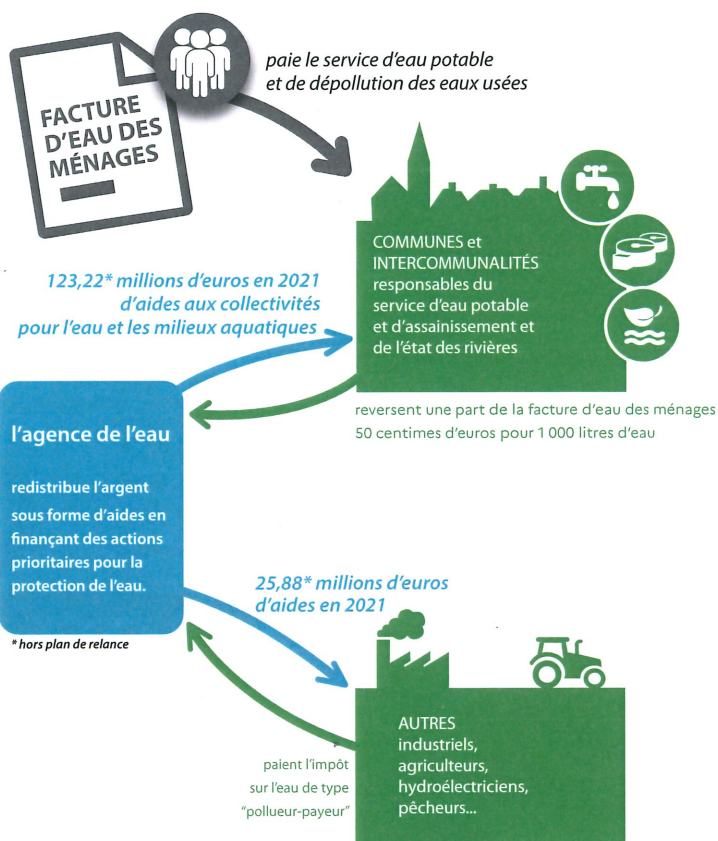 FACTURE
D'EAU DES
MÉNAGES
paie le service d'eau potable
et de dépollution des eaux usées
COMMUNES et
INTERCOMMUNALITÉS
responsables du
service d'eau potable
et d'assainissement et
de l'état des rivières
123,22* millions d'euros en 2021
d'aides aux collectivités
pour l'eau et les milieux aquatiques
reversent une part de la facture d'eau des ménages
50 centimes d'euros pour 1 000 litres d'eau
l'agence de l'eau
redistribue l'argent
sous forme d'aides en
finançant des actions
prioritaires pour la
protection de l'eau.
* hors plan de relance
25,88* millions d'euros
d'aides en 2021
AUTRES
industriels,
agriculteurs,
hydroélectriciens,
pêcheurs...
paient l'impôt
sur l'eau de type
"pollueur-payeur"